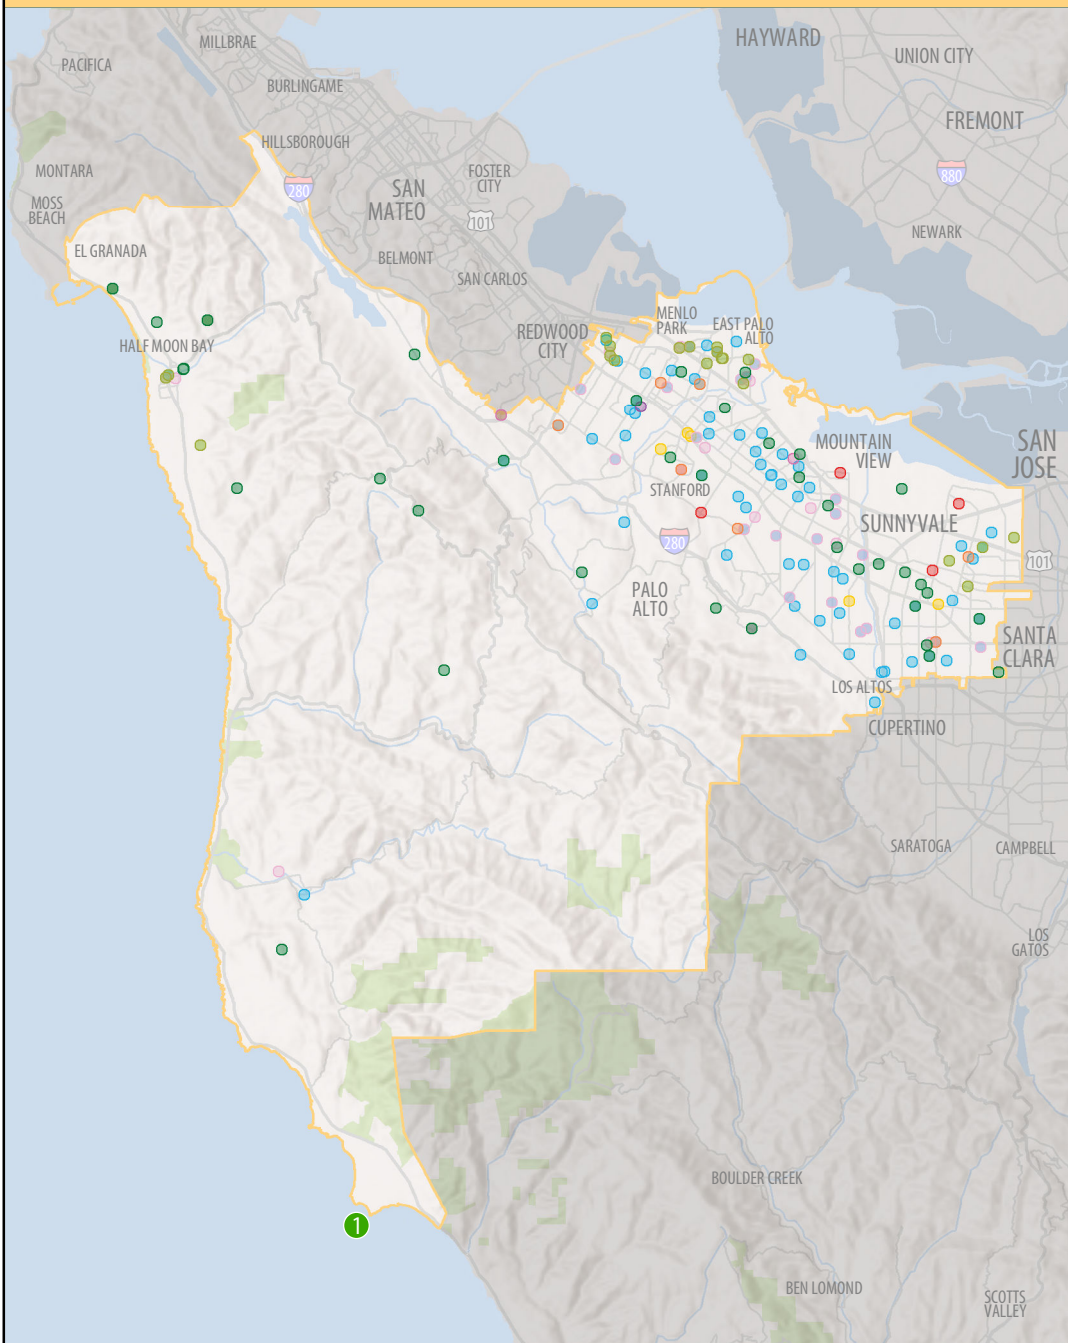 HAYWARD
MILLBRAE
UNION CITY
PACIFICA
BURLINGAME
FREMONT
HILLSBOROUGH
MONTARA
FOSTER
CITY
880
280
SAN
MATEO
MOSS
BEACH
101
NEWARK
EL GRANADA
BELMONT
SAN CARLOS
MENLO
PARK
EAST PALO
ALTO
REDWOOD
CITY
HALF MOON BAY
MOUNTAIN
VIEW
SAN
JOSE
STANFORD
SUNNYVALE
280
101
PALO
ALTO
SANTA
CLARA
LOS ALTOS
CUPERTINO
SARATOGA
CAMPBELL
LOS
GATOS
BOULDER CREEK
1
BEN LOMOND
SCOTTS
VALLEY